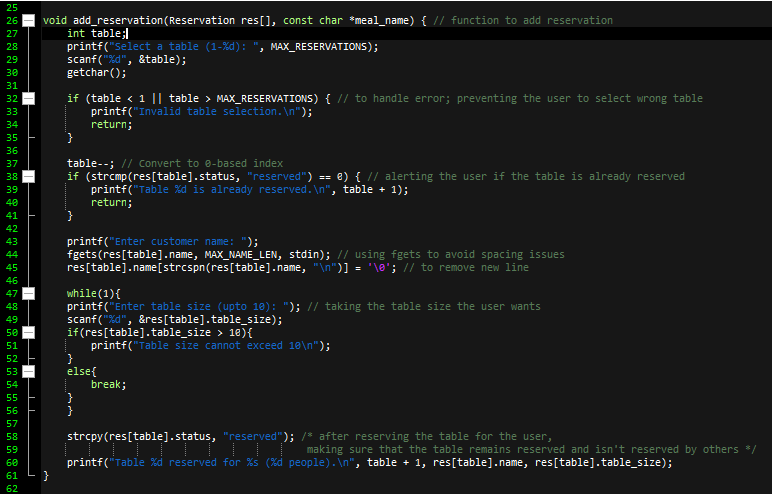 25
26 void add_reservation(Reservation res[], const char *meal_name) { // function to add reservation
27 int table;
28 printf("Select a table (1-%d): ", MAX_RESERVATIONS);
29 scanf("%d", &table);
30 getchar();
31
32 if (table < 1 || table > MAX_RESERVATIONS) { // to handle error; preventing the user to select wrong table
33 printf("Invalid table selection.\n");
34 return;
35 }
36
37 table--; // Convert to 0-based index
38 if (strcmp(res[table].status, "reserved") == 0) { // alerting the user if the table is already reserved
39 printf("Table %d is already reserved.\n", table + 1);
40 return;
41 }
42
43 printf("Enter customer name: ");
44 fgets(res[table].name, MAX_NAME_LEN, stdin); // using fgets to avoid spacing issues
45 res[table].name[strcspn(res[table].name, "\n")] = '\0'; // to remove new line
46
47 while(1){
48 printf("Enter table size (upto 10): "); // taking the table size the user wants
49 scanf("%d", &res[table].table_size);
50 if(res[table].table_size > 10){
51 printf("Table size cannot exceed 10\n");
52 }
53 else{
54 break;
55 }
56 }
57
58 strcpy(res[table].status, "reserved"); /* after reserving the table for the user,
59 making sure that the table remains reserved and isn't reserved by others */
60 printf("Table %d reserved for %s (%d people).\n", table + 1, res[table].name, res[table].table_size);
61 }
62